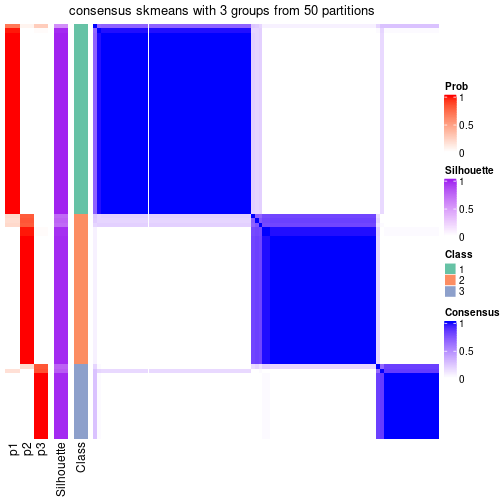 consensus skmeans with 3 groups from 50 partitions
Prob
1
0.5
0
Silhouette
1
0.5
0
Class
1
2
3
Consensus
1
0.5
0
p1
p2
p3
Silhouette
Class